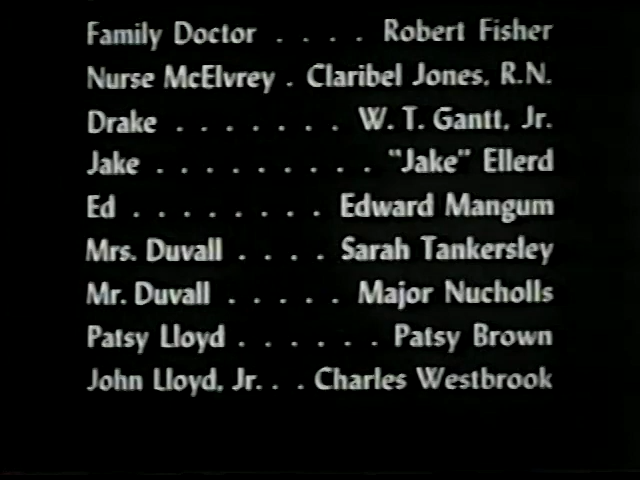 Family Doctor . . . . Robert Fisher
Nurse McElvrey . Claribel Jones, R.N.
Drake . . . . . . . W. T. Gantt, Jr.
Jake . . . . . . . . . "Jake" Ellerd
Ed . . . . . . . . Edward Mangum
Mrs. Duvall . . . . Sarah Tankersley
Mr. Duvall . . . . . Major Nucholls
Patsy Lloyd . . . . . . Patsy Brown
John Lloyd, Jr. . . Charles Westbrook